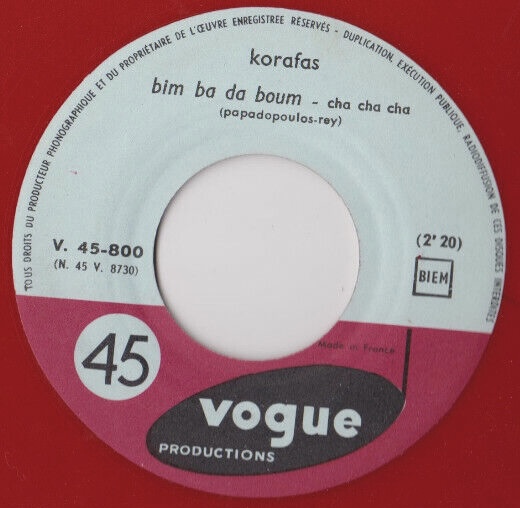 TOUS DROITS DU PRODUCTEUR PHONOGRAPHIQUE ET DU PROPRIÉTAIRE DE L'ŒUVRE ENREGISTREE RÉSERVÉS - DUPLICATION, EXÉCUTION PUBLIQUE, RADIODIFFUSION DE CES DISQUES INTERDITES
korafas
bim ba da boum - cha cha cha
(papadopoulos-rey)
V. 45-800
(N. 45 V. 8730)
(2' 20)
BIEM
Made in France
45
vogue
PRODUCTIONS